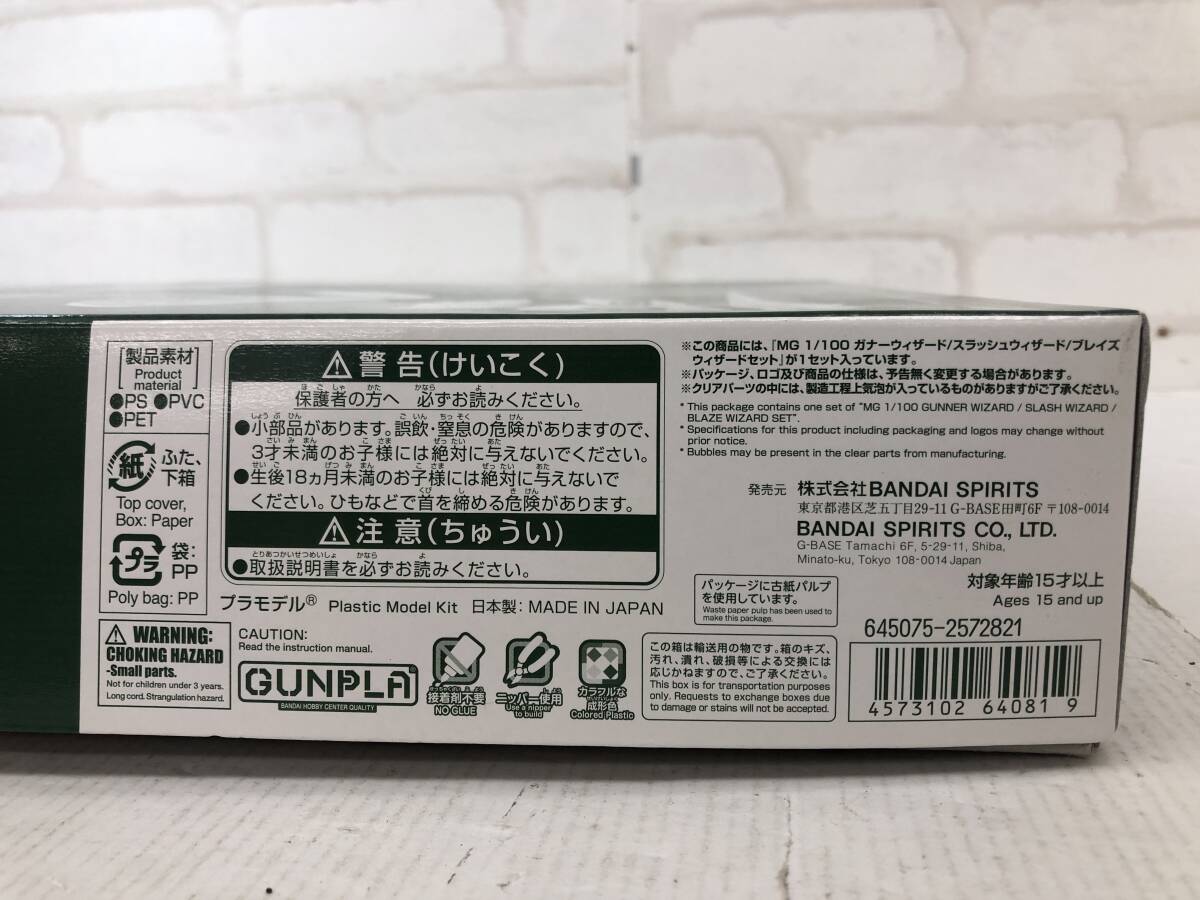 [製品素材]
Product
material
●PS ●PVC
●PET
紙
ふた、
下箱
Top cover,
Box: Paper
プラ
袋:
PP
Poly bag: PP
警告(けいこく)
保護者の方へ 必ずお読みください。
●小部品があります。誤飲・窒息の危険がありますので、
3才未満のお子様には絶対に与えないでください。
●生後18ヵ月未満のお子様には絶対に与えないで
ください。ひもなどで首を締める危険があります。
注意(ちゅうい)
●取扱説明書を必ずお読みください。
プラモデル® Plastic Model Kit 日本製: MADE IN JAPAN
WARNING:
CHOKING HAZARD
-Small parts.
Not for children under 3 years.
Long cord. Strangulation hazard.
CAUTION:
Read the instruction manual.
GUNPLA
BANDAI HOBBY CENTER QUALITY
接着剤不要
NO GLUE
ニッパー使用
Use a nipper
to build
カラフルな
成形色
Colored Plastic
※この商品には、「MG 1/100 ガナーウィザード/スラッシュウィザード/ブレイズ
ウィザードセット」が1セット入っています。
※パッケージ、ロゴ及び商品の仕様は、予告無く変更する場合があります。
※クリアパーツの中には、製造工程上気泡が入っているものがありますがご了承ください。
* This package contains one set of "MG 1/100 GUNNER WIZARD / SLASH WIZARD /
BLAZE WIZARD SET".
* Specifications for this product including packaging and logos may change without
prior notice.
* Bubbles may be present in the clear parts from manufacturing.
発売元 株式会社BANDAI SPIRITS
東京都港区芝五丁目29-11 G-BASE田町6F 〒108-0014
BANDAI SPIRITS CO., LTD.
G-BASE Tamachi 6F, 5-29-11, Shiba,
Minato-ku, Tokyo 108-0014 Japan
パッケージに古紙パルプ
を使用しています。
Waste paper pulp has been used to
make this package.
対象年齢15才以上
Ages 15 and up
この箱は輸送用の物です。箱のキズ、
汚れ、潰れ、破損等による交換には
応じかねますので、ご了承ください。
This box is for transportation purposes
only. Requests to exchange boxes due
to damage or stains will not be accepted.
645075-2572821
4573102 64081 9